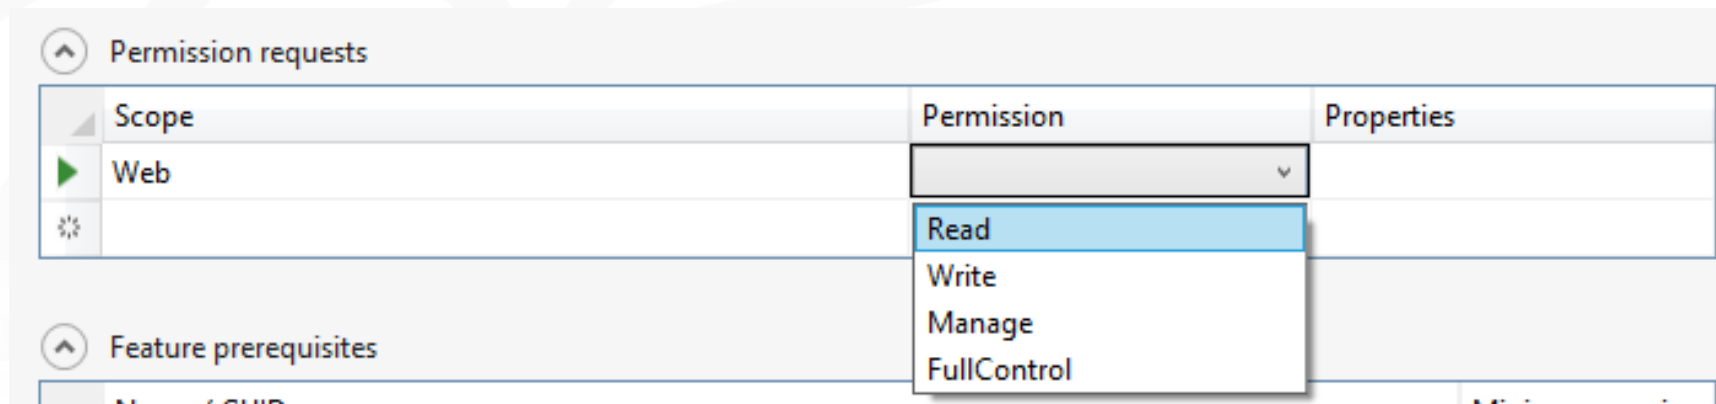 Permission requests
Scope Permission Properties
Web
Read
Write
Manage
FullControl
Feature prerequisites